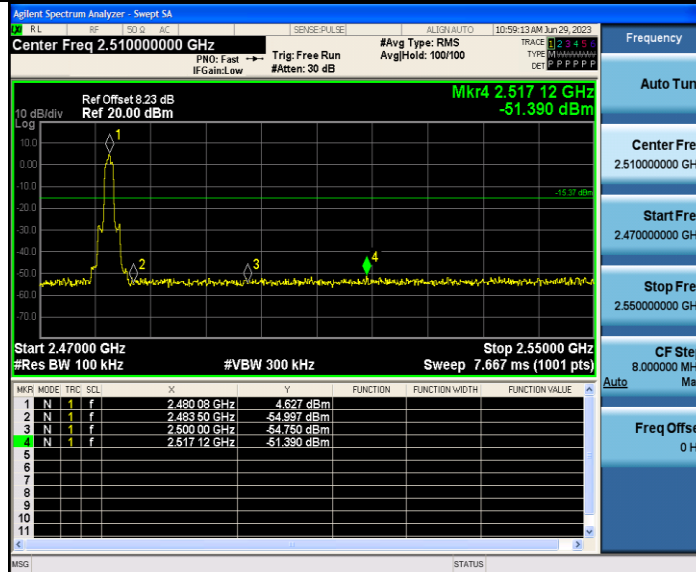 Agilent Spectrum Analyzer - Swept SA
RL RF 50 Ω AC SENSE:PULSE ALIGN AUTO 10:59:13 AM Jun 29, 2023
Center Freq 2.510000000 GHz
PNO: Fast
IFGain:Low
Trig: Free Run
#Atten: 30 dB
#Avg Type: RMS
Avg|Hold: 100/100
TRACE 1 2 3 4 5 6
TYPE M
DET P P P P P P
Frequency
Mkr4 2.517 12 GHz
-51.390 dBm
Ref Offset 8.23 dB
10 dB/div Ref 20.00 dBm
Log
10.0
0.00
-10.0
-20.0
-30.0
-40.0
-50.0
-60.0
-70.0
1
2
3
4
-15.37 dBm
Start 2.47000 GHz Stop 2.55000 GHz
#Res BW 100 kHz #VBW 300 kHz Sweep 7.667 ms (1001 pts)
MKR MODE TRC SCL X Y FUNCTION FUNCTION WIDTH FUNCTION VALUE
1 N 1 f 2.480 08 GHz 4.627 dBm
2 N 1 f 2.483 50 GHz -54.997 dBm
3 N 1 f 2.500 00 GHz -54.750 dBm
4 N 1 f 2.517 12 GHz -51.390 dBm
5
6
7
8
9
10
11
MSG STATUS
Auto Tun
Center Fre
2.510000000 GH
Start Fre
2.470000000 GH
Stop Fre
2.550000000 GH
CF Ste
8.000000 MH
Auto Ma
Freq Offse
0 H